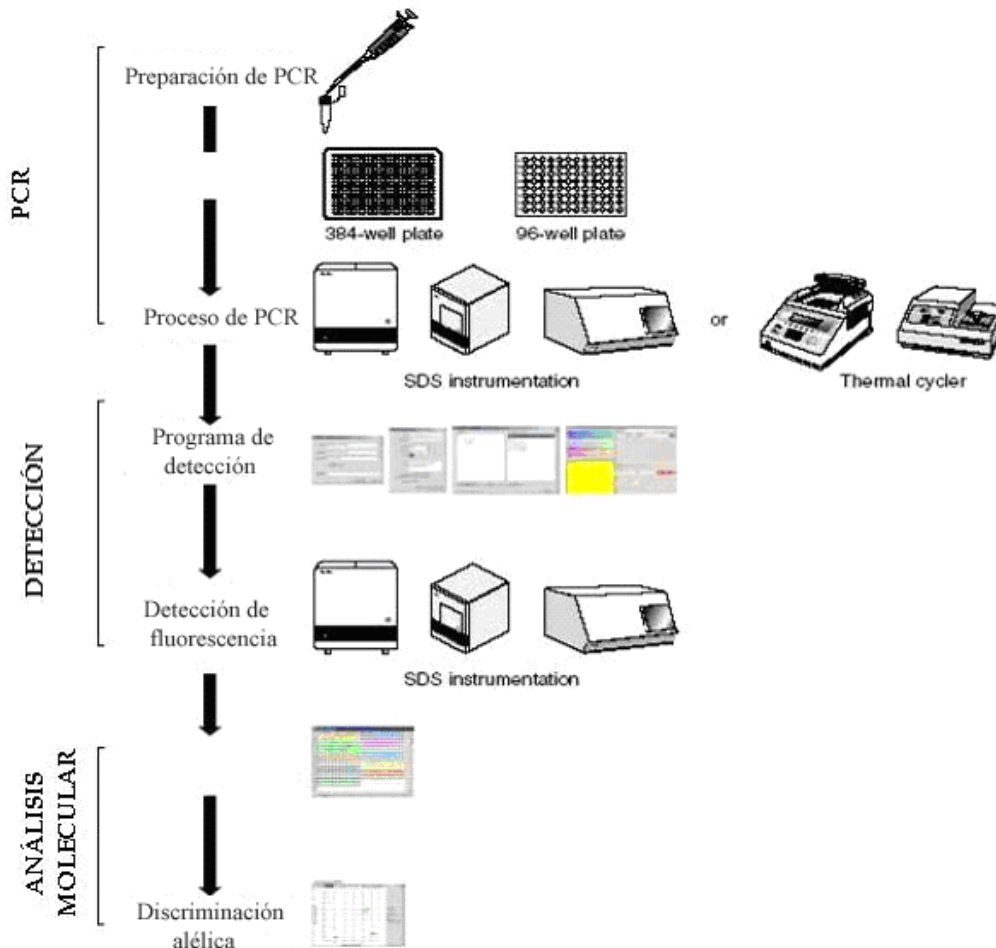 PCR
Preparación de PCR
384-well plate
96-well plate
Proceso de PCR
or
SDS instrumentation
Thermal cycler
DETECCIÓN
Programa de
detección
Detección de
fluorescencia
SDS instrumentation
ANÁLISIS
MOLECULAR
Discriminación
alélica